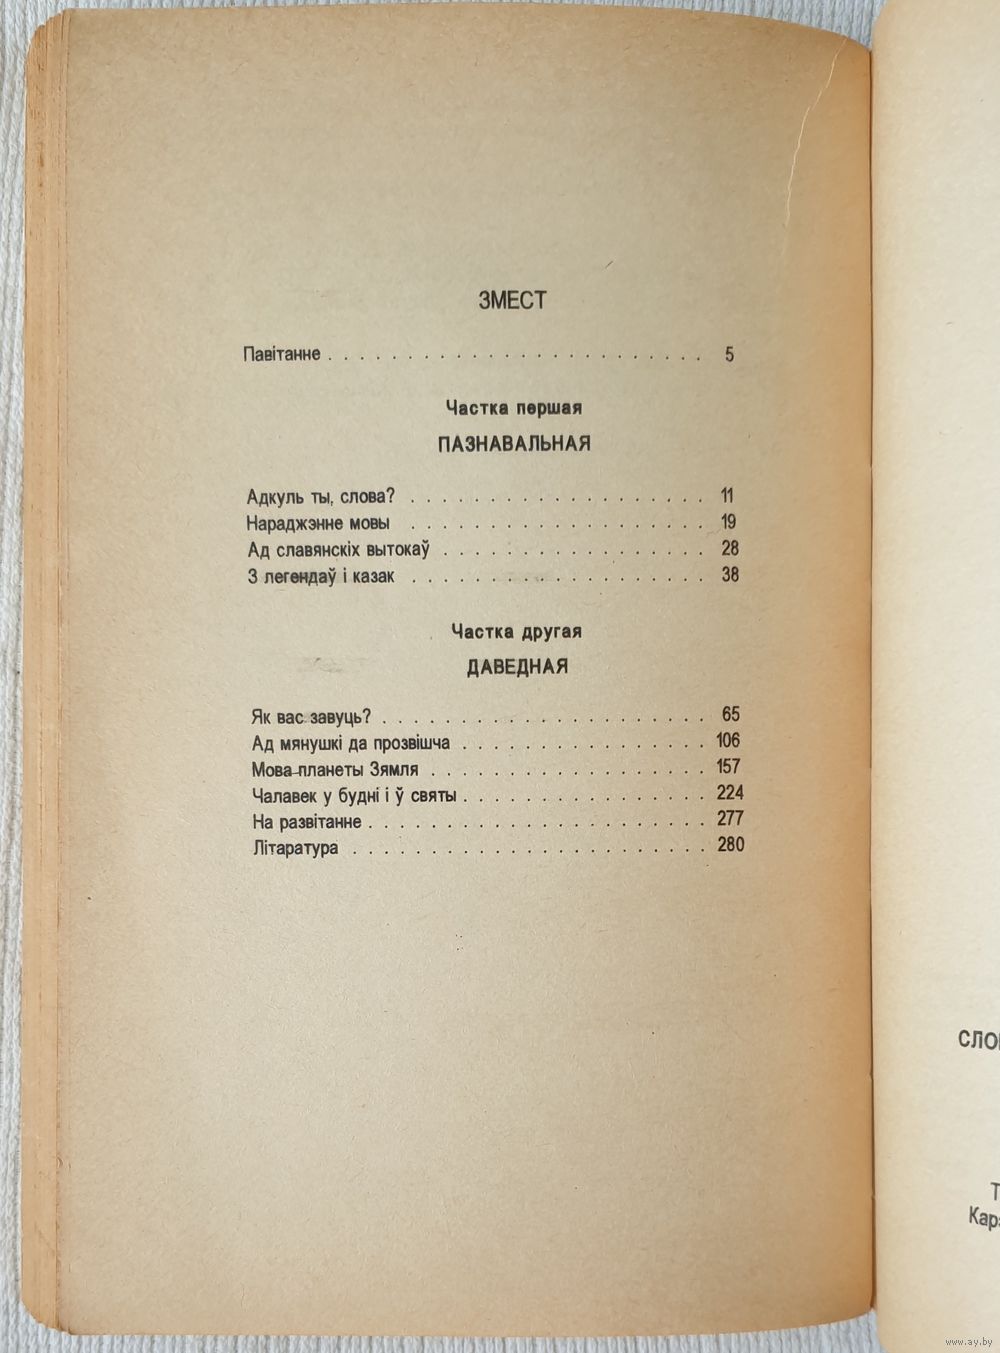 ЗМЕСТ
Павітанне . . . . . . . . . . . . . . . . . . . . . . . . 5
Частка першая
ПАЗНАВАЛЬНАЯ
Адкуль ты, слова? . . . . . . . . . . . . . . . . . . . 11
Нараджэнне мовы . . . . . . . . . . . . . . . . . . . 19
Ад славянскіх вытокаў . . . . . . . . . . . . . . . . . 28
З легендаў і казак . . . . . . . . . . . . . . . . . . . 38
Частка другая
ДАВЕДНАЯ
Як вас завуць? . . . . . . . . . . . . . . . . . . . . . 65
Ад мянушкі да прозвішча . . . . . . . . . . . . . . . . 106
Мова планеты Зямля . . . . . . . . . . . . . . . . . . 157
Чалавек у будні і ў святы . . . . . . . . . . . . . . . . 224
На развітанне . . . . . . . . . . . . . . . . . . . . . . 277
Літаратура . . . . . . . . . . . . . . . . . . . . . . . 280
www.ay.by